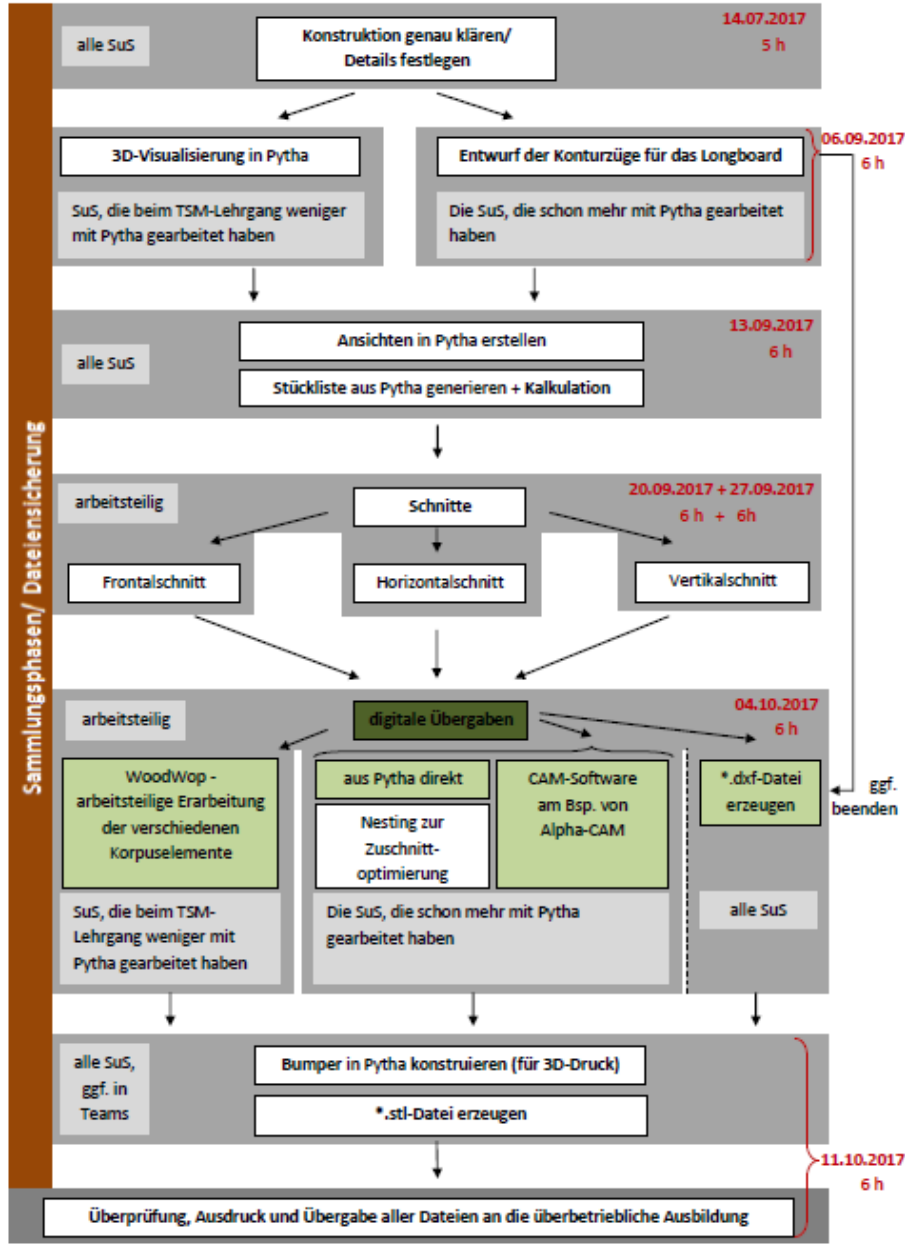 Sammlungsphasen/ Dateiensicherung
alle SuS
Konstruktion genau klären/
Details festlegen
14.07.2017
5 h
3D-Visualisierung in Pytha
SuS, die beim TSM-Lehrgang weniger
mit Pytha gearbeitet haben
Entwurf der Konturzüge für das Longboard
Die SuS, die schon mehr mit Pytha gearbeitet
haben
06.09.2017
6 h
alle SuS
Ansichten in Pytha erstellen
Stückliste aus Pytha generieren + Kalkulation
13.09.2017
6 h
arbeitsteilig
Schnitte
20.09.2017 + 27.09.2017
6 h + 6h
Frontalschnitt
Horizontalschnitt
Vertikalschnitt
arbeitsteilig
digitale Übergaben
04.10.2017
6 h
WoodWop -
arbeitsteilige Erarbeitung
der verschiedenen
Korpuselemente
SuS, die beim TSM-
Lehrgang weniger mit
Pytha gearbeitet haben
aus Pytha direkt
Nesting zur
Zuschnitt-
optimierung
CAM-Software
am Bsp. von
Alpha-CAM
Die SuS, die schon mehr mit Pytha
gearbeitet haben
*.dxf-Datei
erzeugen
alle SuS
ggf.
beenden
alle SuS,
ggf. in
Teams
Bumper in Pytha konstruieren (für 3D-Druck)
*.stl-Datei erzeugen
11.10.2017
6 h
Überprüfung, Ausdruck und Übergabe aller Dateien an die überbetriebliche Ausbildung